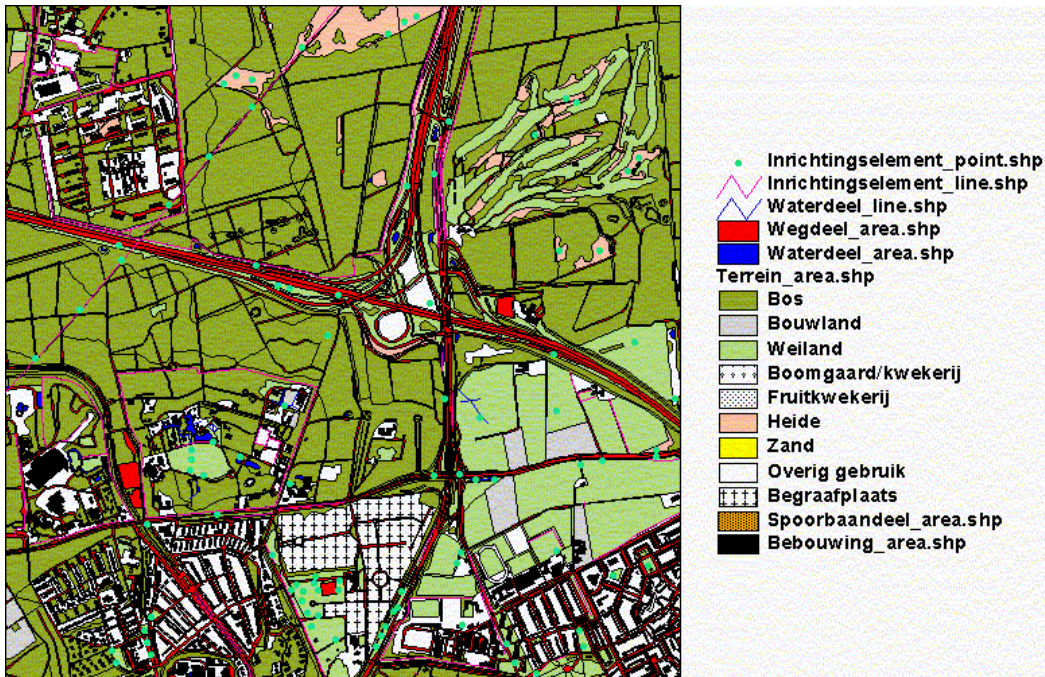 Inrichtingselement_point.shp
Inrichtingselement_line.shp
Waterdeel_line.shp
Wegdeel_area.shp
Waterdeel_area.shp
Terrein_area.shp
Bos
Bouwland
Weiland
Boomgaard/kwekerij
Fruitkwekerij
Heide
Zand
Overig gebruik
Begraafplaats
Spoorbaandeel_area.shp
Bebouwing_area.shp